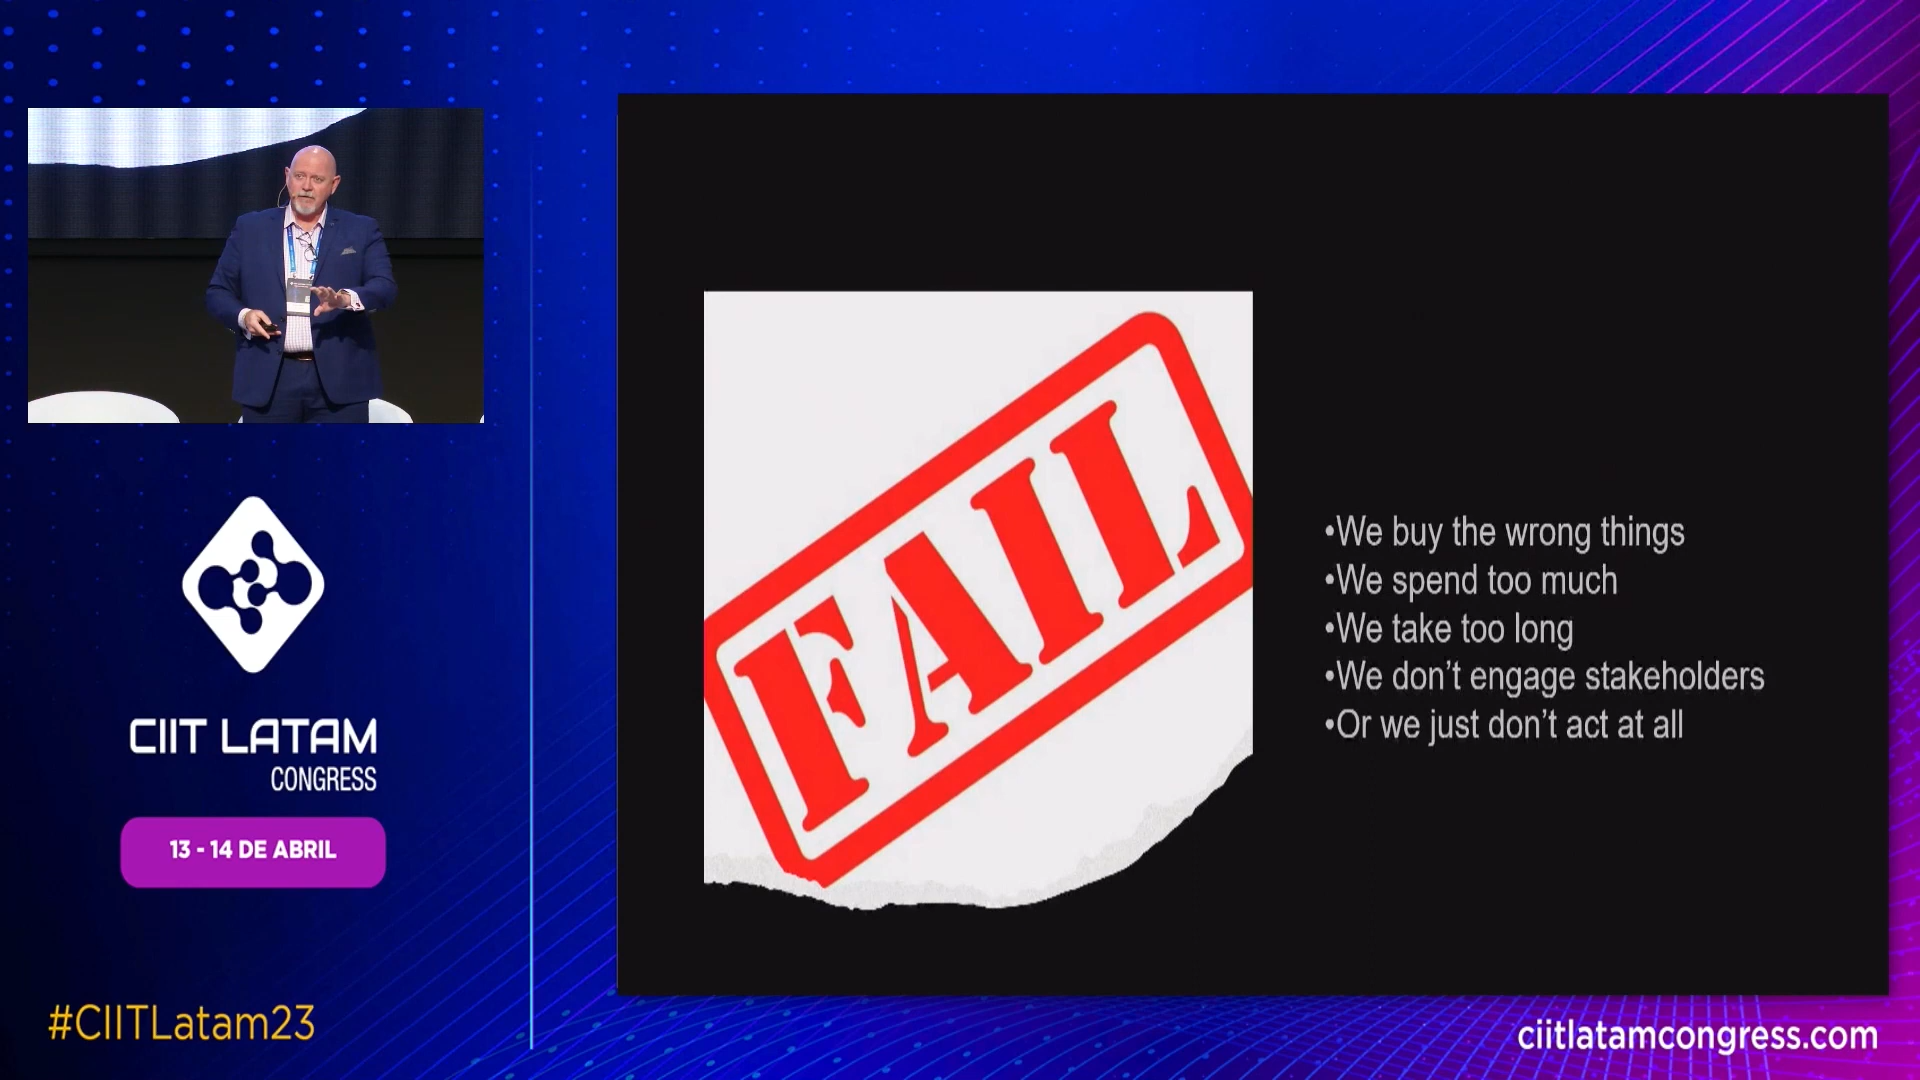 CIIT LATAM
CONGRESS
13 - 14 DE ABRIL
#CIITLatam23
FAIL
•We buy the wrong things
•We spend too much
•We take too long
•We don’t engage stakeholders
•Or we just don’t act at all
ciitlatamcongress.com